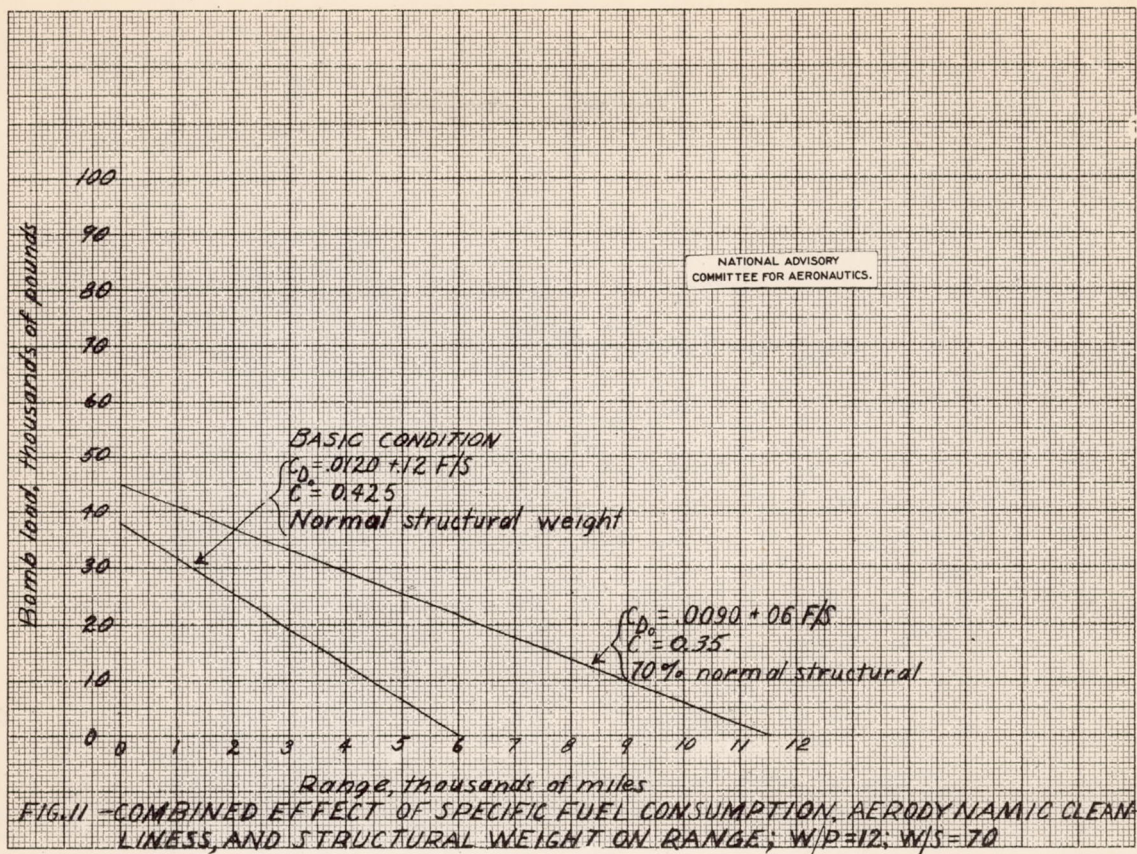 100
90
80
70
60
50
40
30
20
10
0
Bomb load, thousands of pounds
NATIONAL ADVISORY
COMMITTEE FOR AERONAUTICS.
BASIC CONDITION
C_D₀ = .0120 + .12 F/S
C = 0.425
Normal structural weight
C_D₀ = .0090 + 06 F/S
C = 0.35.
70% normal structural
0 1 2 3 4 5 6 7 8 9 10 11 12
Range, thousands of miles
FIG.11 -COMBINED EFFECT OF SPECIFIC FUEL CONSUMPTION, AERODYNAMIC CLEAN-
LINESS, AND STRUCTURAL WEIGHT ON RANGE; W/P=12; W/S=70